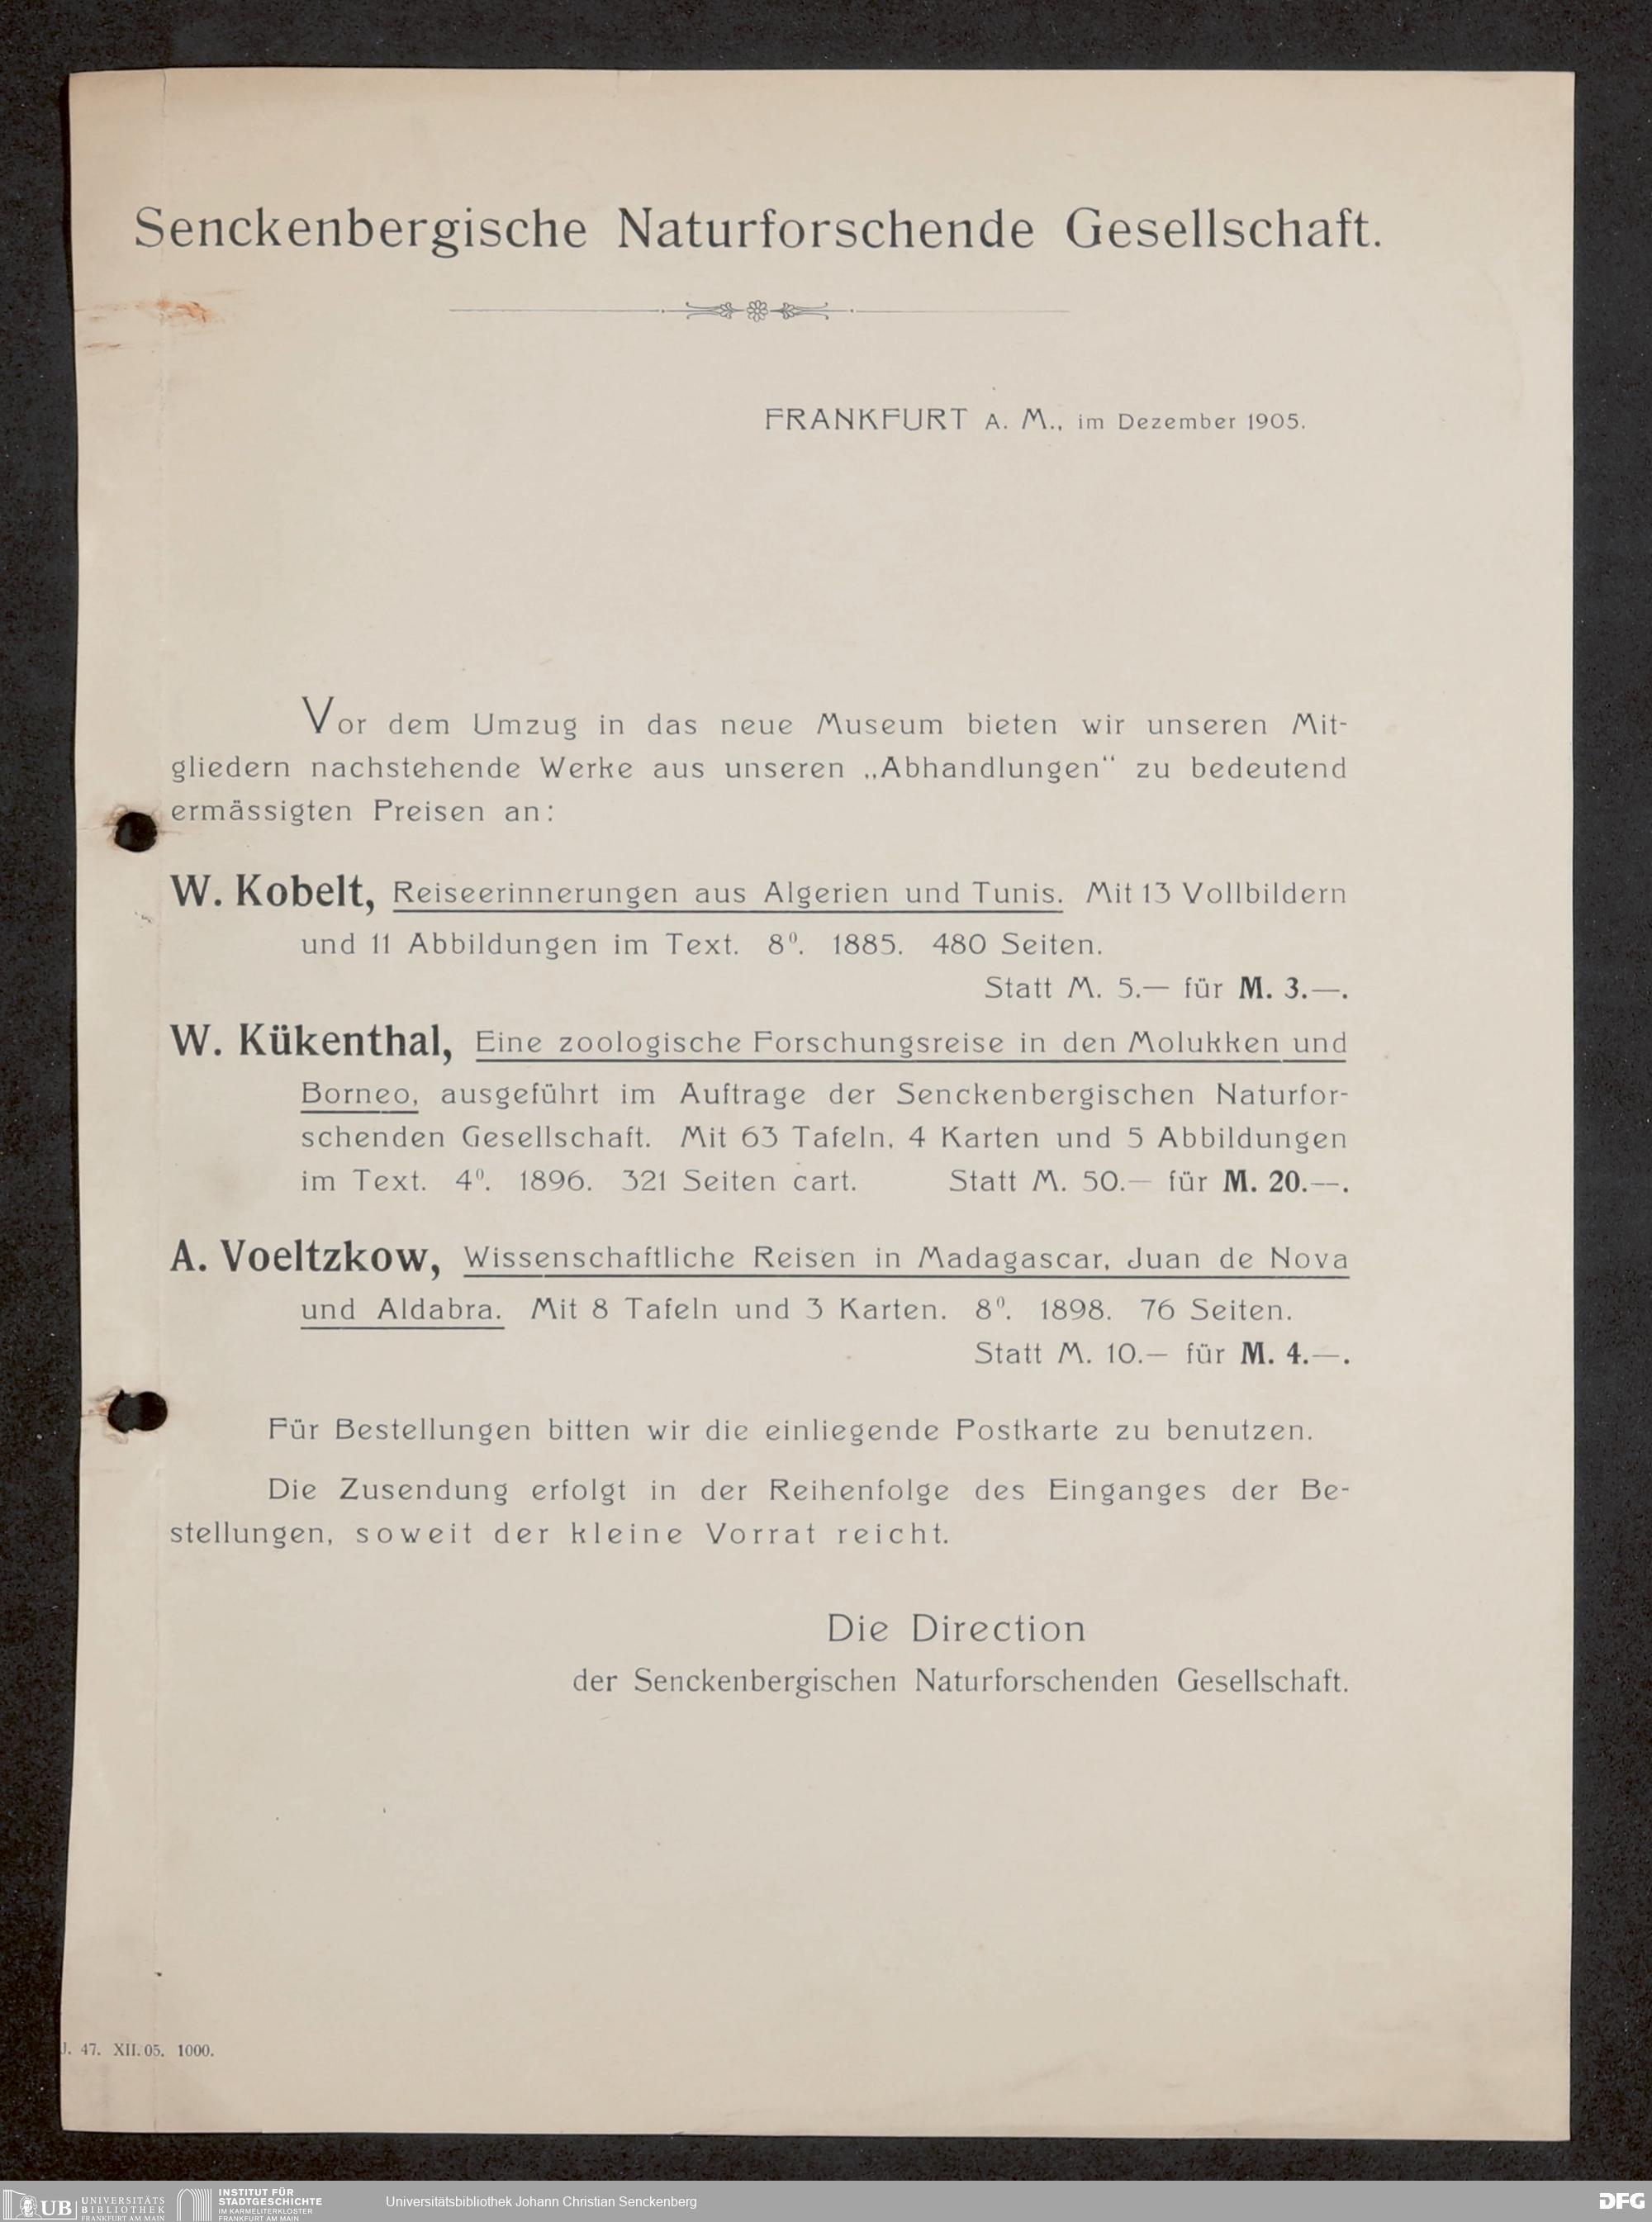 Senckenbergische Naturforschende Gesellschaft.
FRANKFURT A. M., im Dezember 1905.
Vor dem Umzug in das neue Museum bieten wir unseren Mit-
gliedern nachstehende Werke aus unseren „Abhandlungen“ zu bedeutend
ermässigten Preisen an:
W. Kobelt, Reiseerinnerungen aus Algerien und Tunis. Mit 13 Vollbildern
und 11 Abbildungen im Text. 8⁰. 1885. 480 Seiten.
Statt M. 5.— für M. 3.—.
W. Kükenthal, Eine zoologische Forschungsreise in den Molukken und
Borneo, ausgeführt im Auftrage der Senckenbergischen Naturfor-
schenden Gesellschaft. Mit 63 Tafeln, 4 Karten und 5 Abbildungen
im Text. 4⁰. 1896. 321 Seiten cart. Statt M. 50.— für M. 20.—.
A. Voeltzkow, Wissenschaftliche Reisen in Madagascar, Juan de Nova
und Aldabra. Mit 8 Tafeln und 3 Karten. 8⁰. 1898. 76 Seiten.
Statt M. 10.— für M. 4.—.
Für Bestellungen bitten wir die einliegende Postkarte zu benutzen.
Die Zusendung erfolgt in der Reihenfolge des Einganges der Be-
stellungen, soweit der kleine Vorrat reicht.
Die Direction
der Senckenbergischen Naturforschenden Gesellschaft.
J. 47. XII. 05. 1000.
UB UNIVERSITÄTS
BIBLIOTHEK
FRANKFURT AM MAIN
INSTITUT FÜR
STADTGESCHICHTE
IM KARMELITERKLOSTER
FRANKFURT AM MAIN
Universitätsbibliothek Johann Christian Senckenberg
DFG